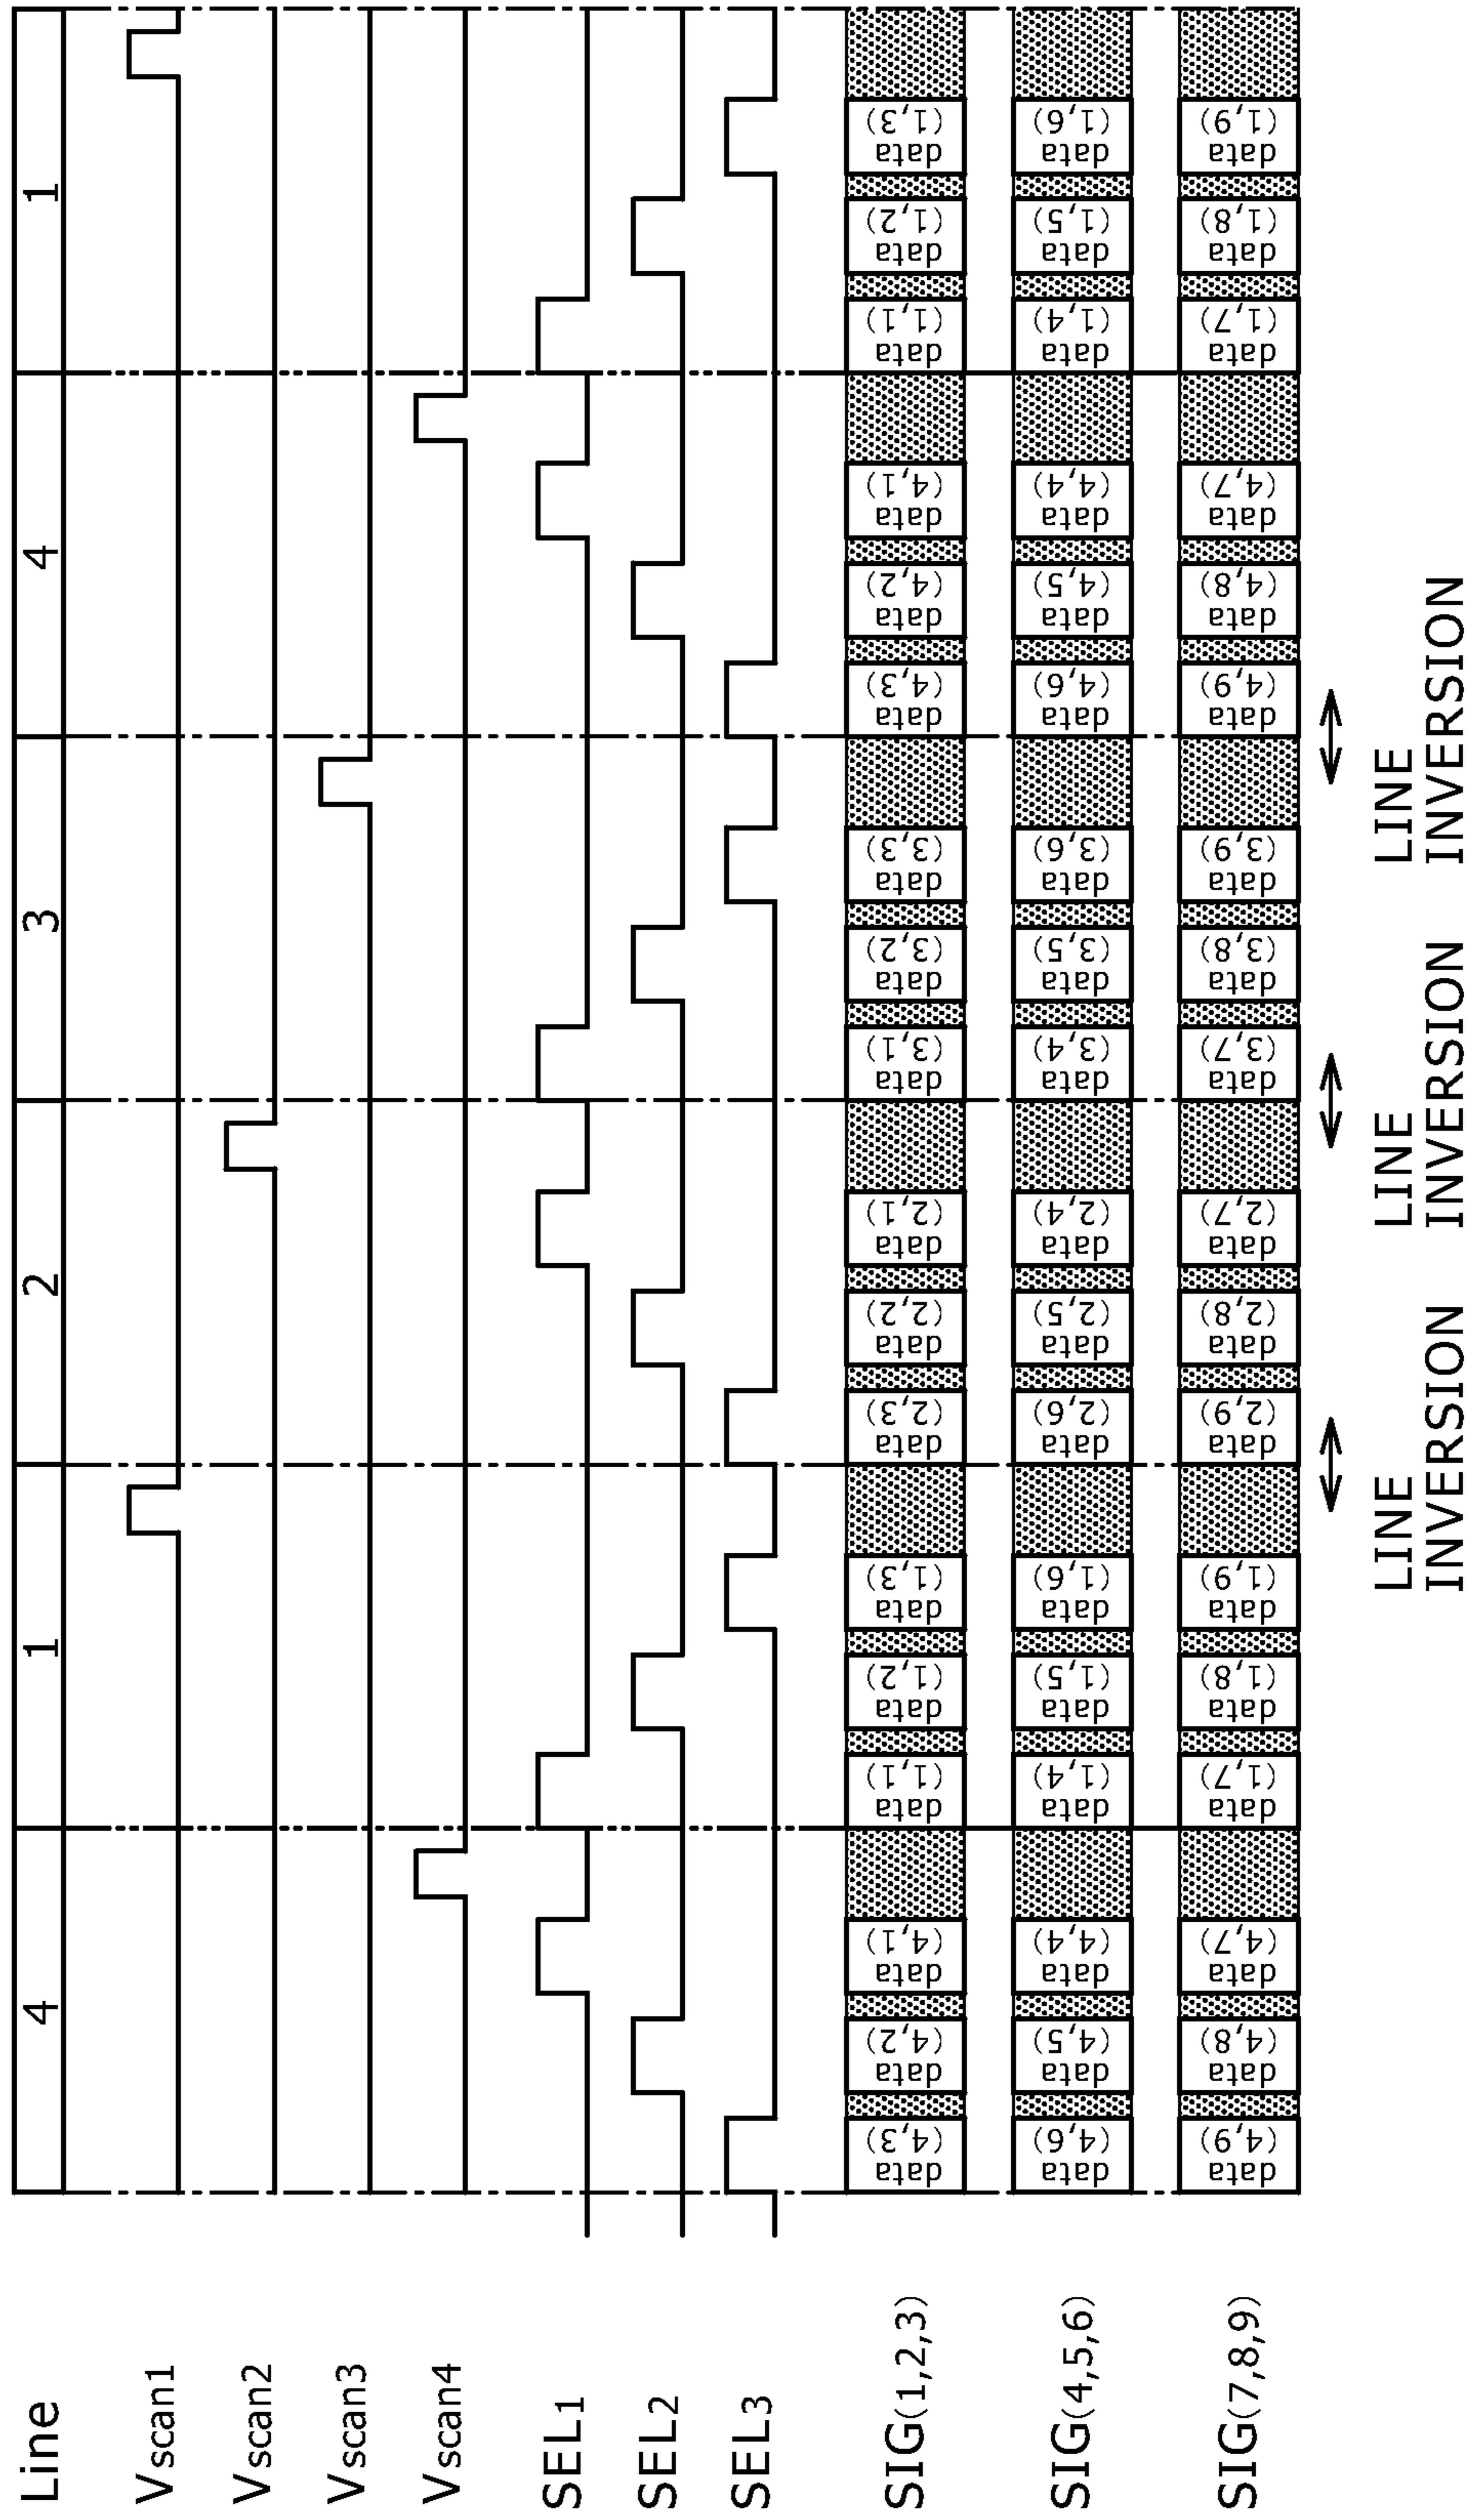 Line 4 1 2 3 4 1
Vscan1
Vscan2
Vscan3
Vscan4
SEL1
SEL2
SEL3
SIG(1,2,3)
data data data data data data data data data data data data data data data data data data
(4,3) (4,2) (4,1) (1,1) (1,2) (1,3) (2,3) (2,2) (2,1) (3,1) (3,2) (3,3) (4,3) (4,2) (4,1) (1,1) (1,2) (1,3)
SIG(4,5,6)
data data data data data data data data data data data data data data data data data data
(4,6) (4,5) (4,4) (1,4) (1,5) (1,6) (2,6) (2,5) (2,4) (3,4) (3,5) (3,6) (4,6) (4,5) (4,4) (1,4) (1,5) (1,6)
SIG(7,8,9)
data data data data data data data data data data data data data data data data data data
(4,9) (4,8) (4,7) (1,7) (1,8) (1,9) (2,9) (2,8) (2,7) (3,7) (3,8) (3,9) (4,9) (4,8) (4,7) (1,7) (1,8) (1,9)
LINE LINE LINE
INVERSION INVERSION INVERSION